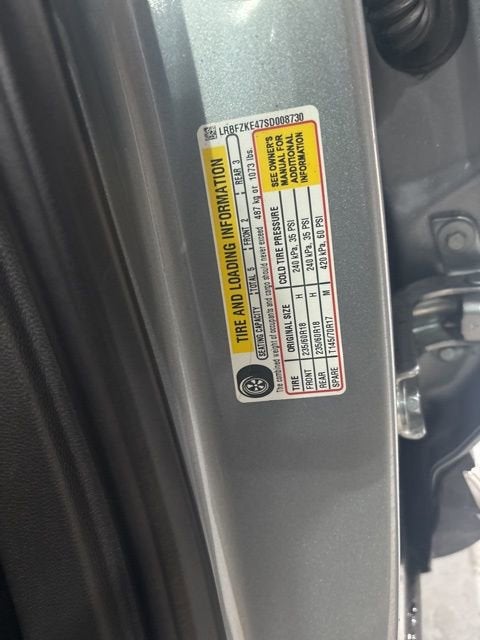 LRBFZKE47SD008730
TIRE AND LOADING INFORMATION
SEATING CAPACITY TOTAL 5 FRONT 2 REAR 3
The combined weight of occupants and cargo should never exceed 487 kg or 1073 lbs.
TIRE ORIGINAL SIZE COLD TIRE PRESSURE
FRONT 235/60R18 H 240 kPa, 35 PSI
REAR 235/60R18 H 240 kPa, 35 PSI
SPARE T145/70R17 M 420 kPa, 60 PSI
SEE OWNER'S
MANUAL FOR
ADDITIONAL
INFORMATION